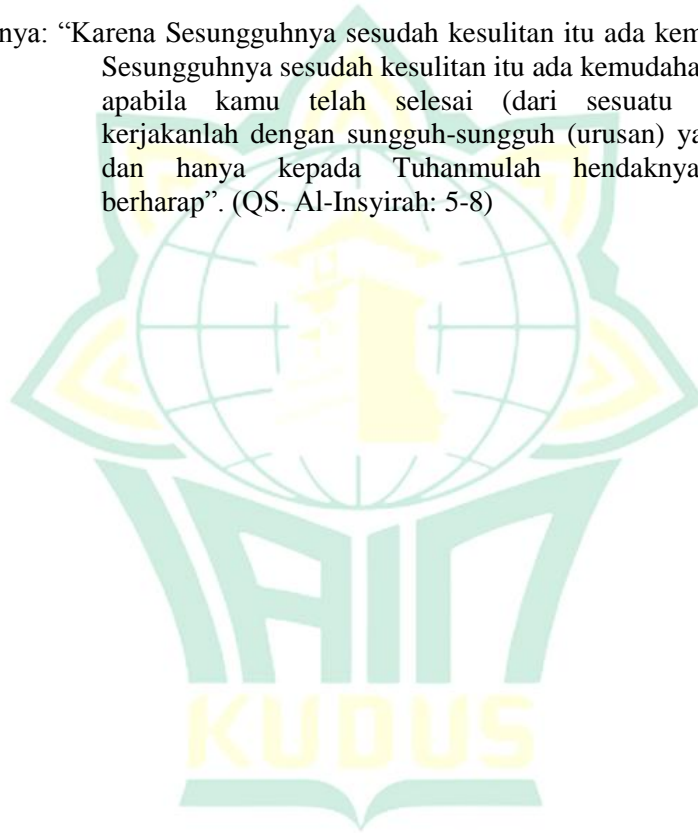 nya: “Karena Sesungguhnya sesudah kesulitan itu ada kem
Sesungguhnya sesudah kesulitan itu ada kemudaha
apabila kamu telah selesai (dari sesuatu
kerjakanlah dengan sungguh-sungguh (urusan) ya
dan hanya kepada Tuhanmulah hendaknya
berharap”. (QS. Al-Insyirah: 5-8)
IAIN
KUDUS